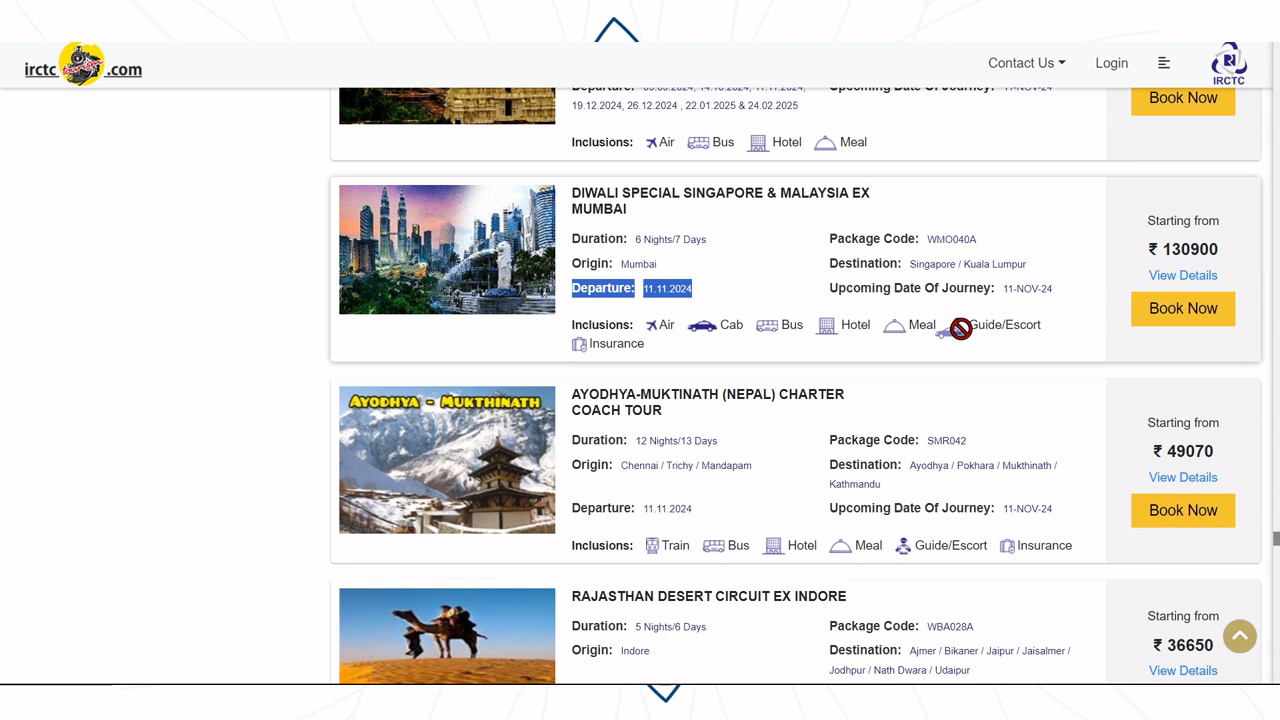 irctc tourism .com
Contact Us
Login
IRCTC
Upcoming Date Of Journey: 11-NOV-24
19.12.2024, 26.12.2024 , 22.01.2025 & 24.02.2025
Book Now
Inclusions: Air Bus Hotel Meal
DIWALI SPECIAL SINGAPORE & MALAYSIA EX
MUMBAI
Duration: 6 Nights/7 Days
Package Code: WMO040A
Origin: Mumbai
Destination: Singapore / Kuala Lumpur
Departure: 11.11.2024
Upcoming Date Of Journey: 11-NOV-24
Inclusions: Air Cab Bus Hotel Meal Guide/Escort
Insurance
Starting from
₹ 130900
View Details
Book Now
AYODHYA - MUKTHINATH
AYODHYA-MUKTINATH (NEPAL) CHARTER
COACH TOUR
Duration: 12 Nights/13 Days
Package Code: SMR042
Origin: Chennai / Trichy / Mandapam
Destination: Ayodhya / Pokhara / Mukthinath /
Kathmandu
Departure: 11.11.2024
Upcoming Date Of Journey: 11-NOV-24
Inclusions: Train Bus Hotel Meal Guide/Escort Insurance
Starting from
₹ 49070
View Details
Book Now
RAJASTHAN DESERT CIRCUIT EX INDORE
Duration: 5 Nights/6 Days
Package Code: WBA028A
Origin: Indore
Destination: Ajmer / Bikaner / Jaipur / Jaisalmer /
Jodhpur / Nath Dwara / Udaipur
Starting from
₹ 36650
View Details